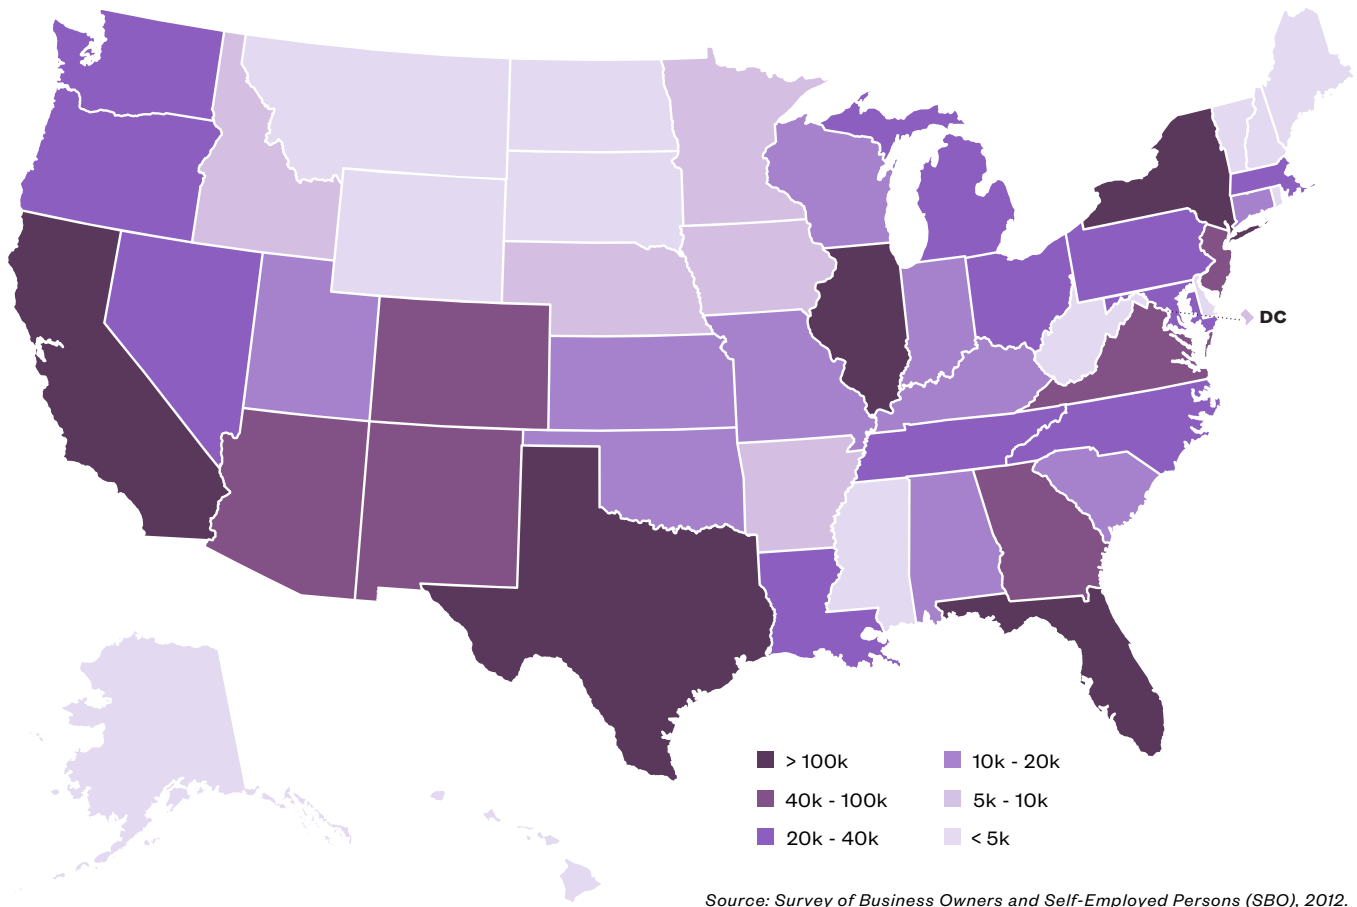 DC
> 100k
40k - 100k
20k - 40k
10k - 20k
5k - 10k
< 5k
Source: Survey of Business Owners and Self-Employed Persons (SBO), 2012.